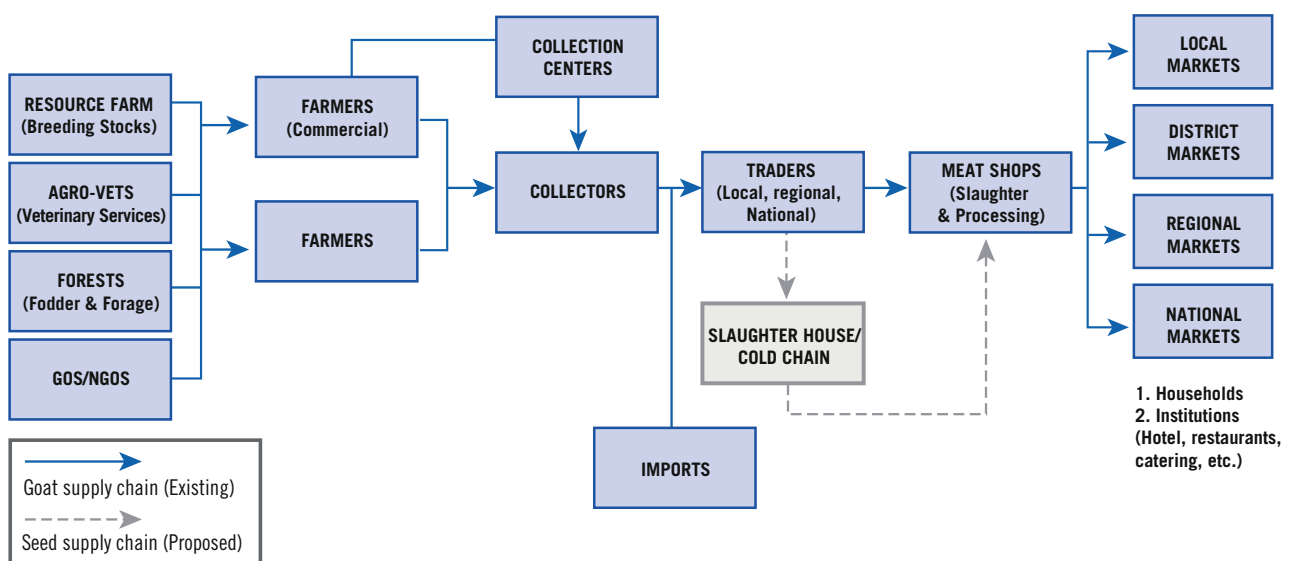 RESOURCE FARM
(Breeding Stocks)
AGRO-VETS
(Veterinary Services)
FORESTS
(Fodder & Forage)
GOS/NGOS
FARMERS
(Commercial)
FARMERS
COLLECTION
CENTERS
COLLECTORS
IMPORTS
TRADERS
(Local, regional,
National)
SLAUGHTER HOUSE/
COLD CHAIN
MEAT SHOPS
(Slaughter
& Processing)
LOCAL
MARKETS
DISTRICT
MARKETS
REGIONAL
MARKETS
NATIONAL
MARKETS
1. Households
2. Institutions
(Hotel, restaurants,
catering, etc.)
Goat supply chain (Existing)
Seed supply chain (Proposed)